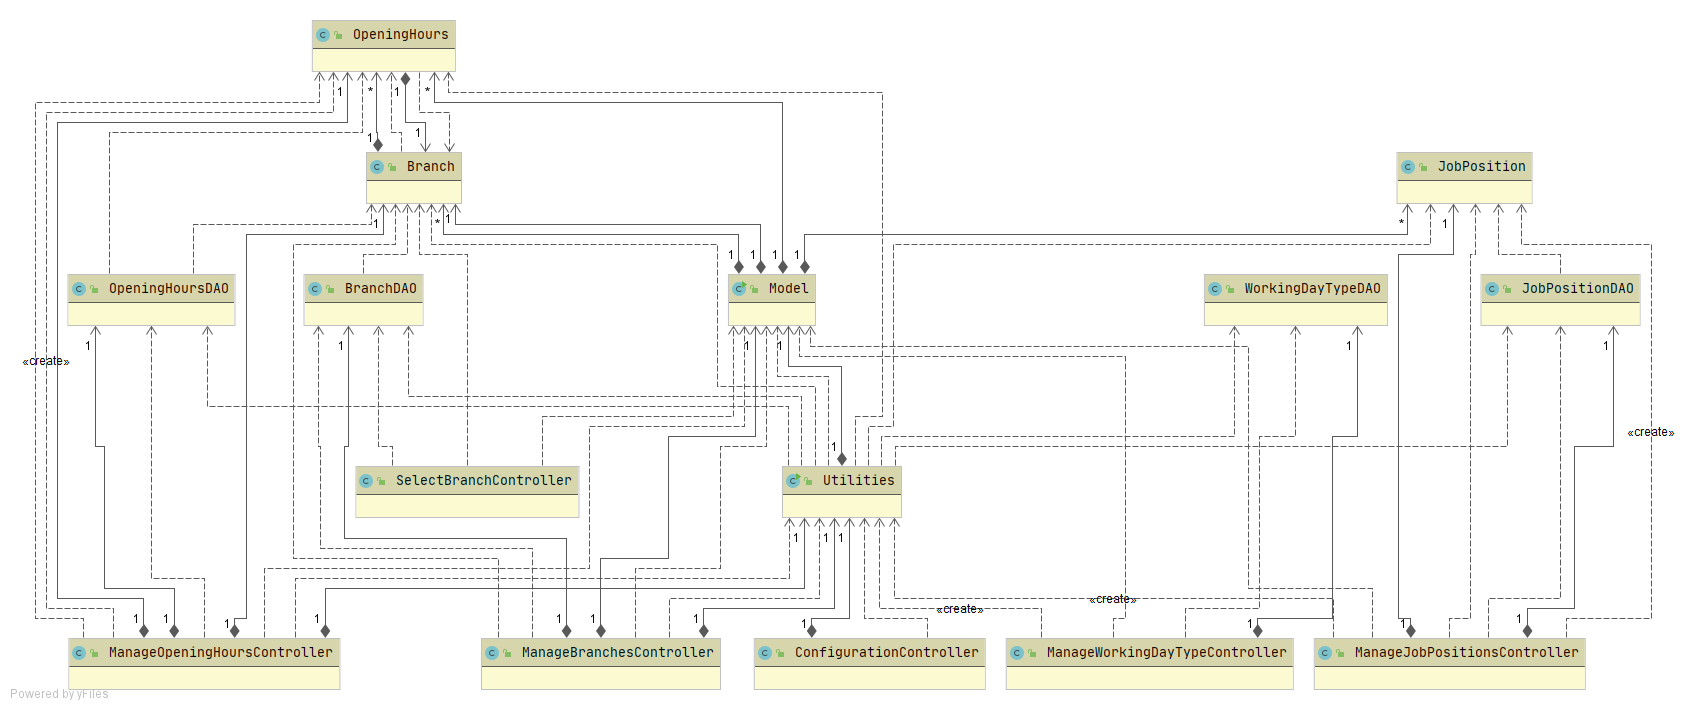 OpeningHours
1
*
1
*
1
1
Branch
JobPosition
1
*
1
*
1
1
1
1
1
OpeningHoursDAO
BranchDAO
Model
WorkingDayTypeDAO
JobPositionDAO
1
1
1
1
1
1
«create»
«create»
1
SelectBranchController
Utilities
1
1
1
«create»
«create»
1
1
1
1
1
1
1
1
1
1
1
1
ManageOpeningHoursController
ManageBranchesController
ConfigurationController
ManageWorkingDayTypeController
ManageJobPositionsController
Powered by yFiles